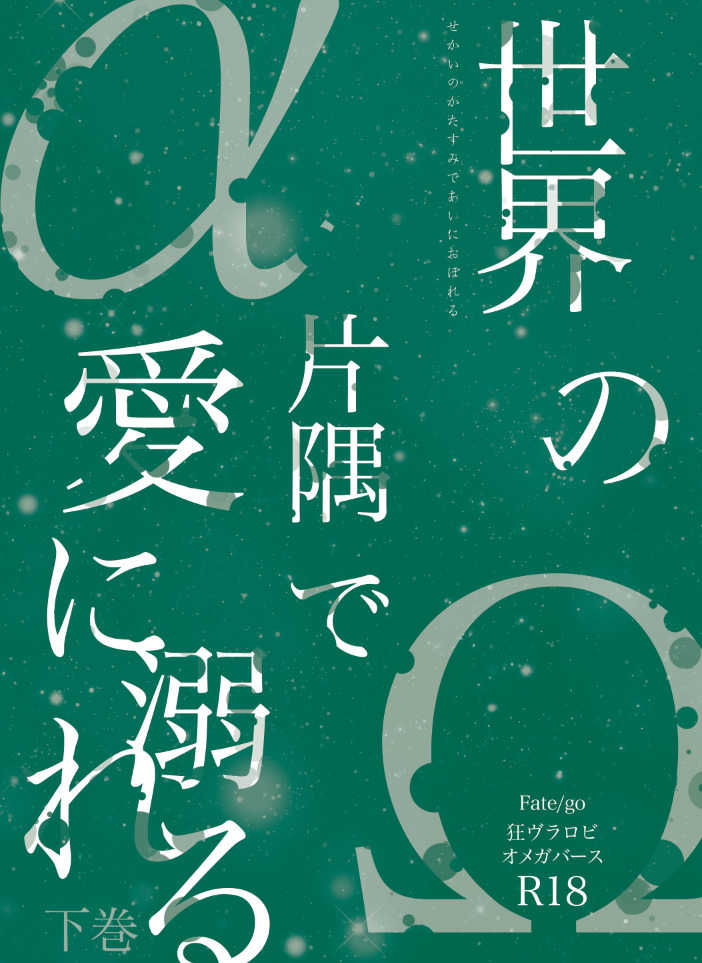 世界の
せかいのかたすみであいにおぼれる
片隅で
愛に
溺れる
下巻
α
Ω
Fate/go
狂ヴラロビ
オメガバース
R18